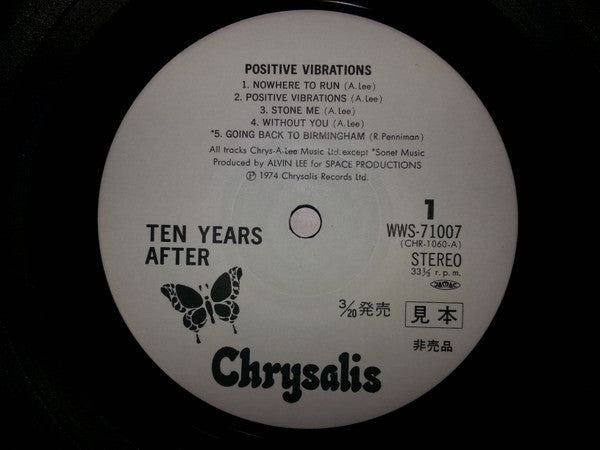 POSITIVE VIBRATIONS
1. NOWHERE TO RUN (A. Lee)
2. POSITIVE VIBRATIONS (A. Lee)
3. STONE ME (A. Lee)
4. WITHOUT YOU (A. Lee)
*5. GOING BACK TO BIRMINGHAM (R. Penniman)
All tracks Chrys-A-Lee Music Ltd. except *Sonet Music
Produced by ALVIN LEE for SPACE PRODUCTIONS
Ⓟ 1974 Chrysalis Records Ltd.
TEN YEARS
AFTER
1
WWS-71007
(CHR-1060-A)
STEREO
33⅓ r. p. m.
3/20発売
見本
非売品
Chrysalis